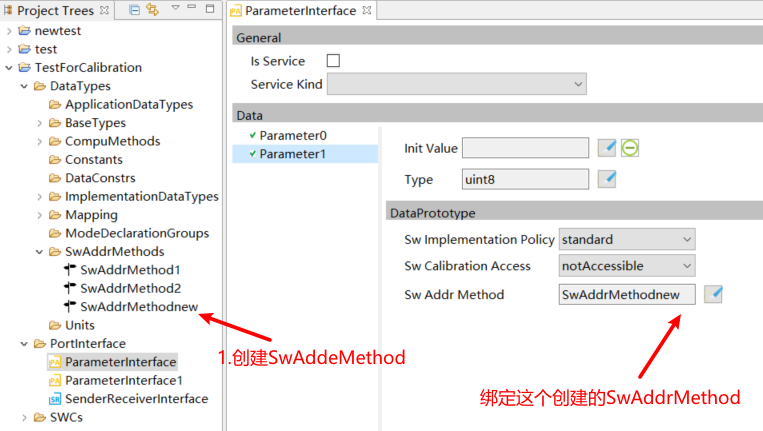 Project Trees
newtest
test
TestForCalibration
DataTypes
ApplicationDataTypes
BaseTypes
CompuMethods
Constants
DataConstrs
ImplementationDataTypes
Mapping
ModeDeclarationGroups
SwAddrMethods
SwAddrMethod1
SwAddrMethod2
SwAddrMethodnew
Units
PortInterface
ParameterInterface
ParameterInterface1
SenderReceiverInterface
SWCs
ParameterInterface
General
Is Service
Service Kind
Data
Parameter0
Parameter1
Init Value
Type uint8
DataPrototype
Sw Implementation Policy standard
Sw Calibration Access notAccessible
Sw Addr Method SwAddrMethodnew
1.创建SwAddeMethod
绑定这个创建的SwAddrMethod